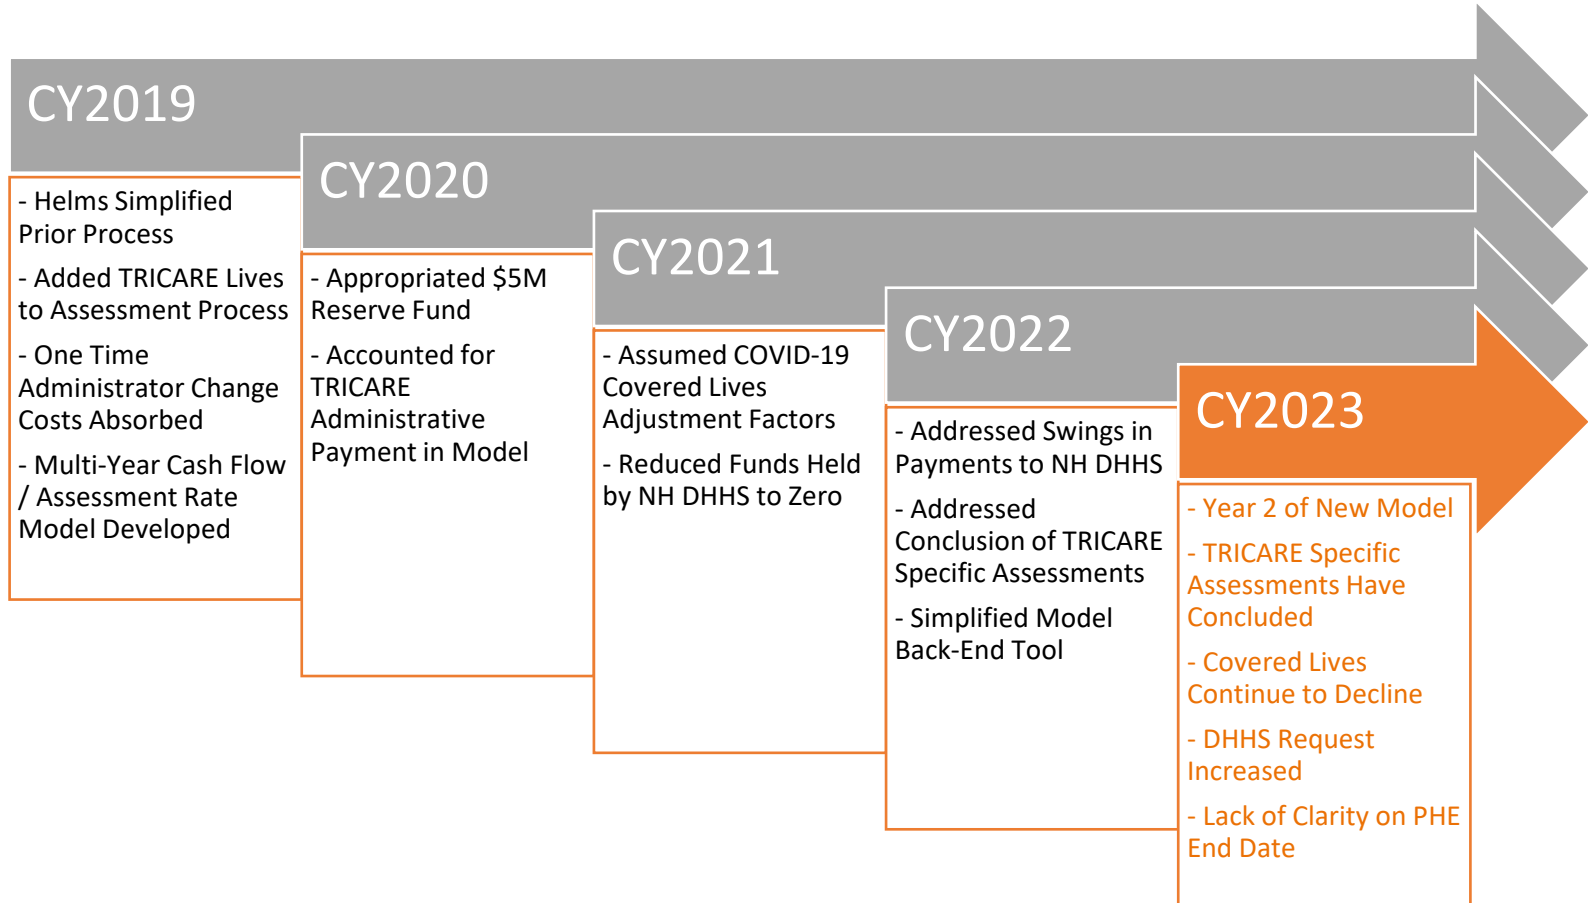 CY2019
- Helms Simplified
Prior Process
- Added TRICARE Lives
to Assessment Process
- One Time
Administrator Change
Costs Absorbed
- Multi-Year Cash Flow
/ Assessment Rate
Model Developed
CY2020
- Appropriated $5M
Reserve Fund
- Accounted for
TRICARE
Administrative
Payment in Model
CY2021
- Assumed COVID-19
Covered Lives
Adjustment Factors
- Reduced Funds Held
by NH DHHS to Zero
CY2022
- Addressed Swings in
Payments to NH DHHS
- Addressed
Conclusion of TRICARE
Specific Assessments
- Simplified Model
Back-End Tool
CY2023
- Year 2 of New Model
- TRICARE Specific
Assessments Have
Concluded
- Covered Lives
Continue to Decline
- DHHS Request
Increased
- Lack of Clarity on PHE
End Date